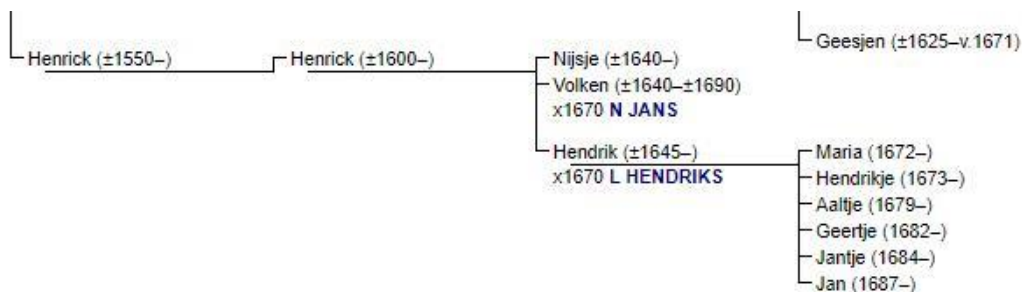 Geesjen (±1625–v.1671)
Henrick (±1550–)
Henrick (±1600–)
Nijsje (±1640–)
Volken (±1640–±1690)
x1670 N JANS
Hendrik (±1645–)
x1670 L HENDRIKS
Maria (1672–)
Hendrikje (1673–)
Aaltje (1679–)
Geertje (1682–)
Jantje (1684–)
Jan (1687–)